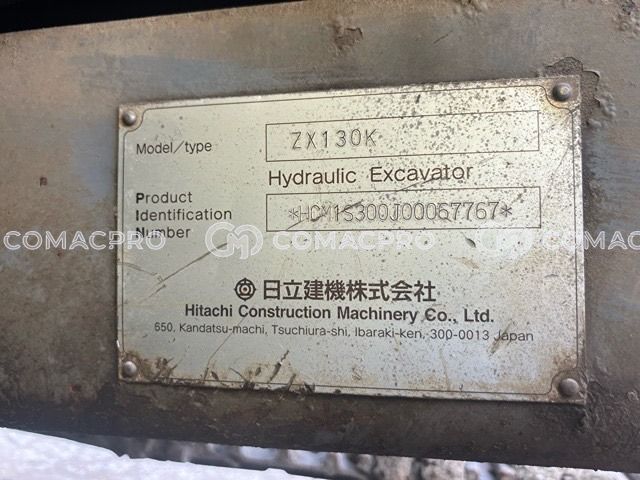 Model/type
ZX130K
Hydraulic Excavator
Product
Identification
Number
*HCM1S300J00067767*
COMACPRO COMACPRO COMACPRO
日立建機株式会社
Hitachi Construction Machinery Co., Ltd.
650, Kandatsu-machi, Tsuchiura-shi, Ibaraki-ken, 300-0013 Japan